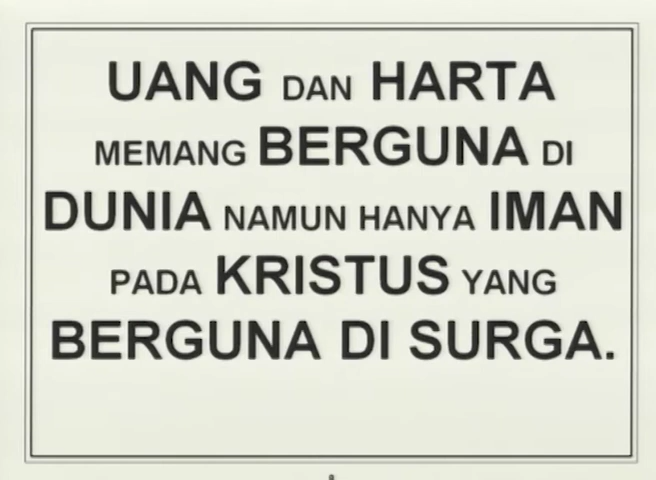 UANG DAN HARTA
MEMANG BERGUNA DI
DUNIA NAMUN HANYA IMAN
PADA KRISTUS YANG
BERGUNA DI SURGA.